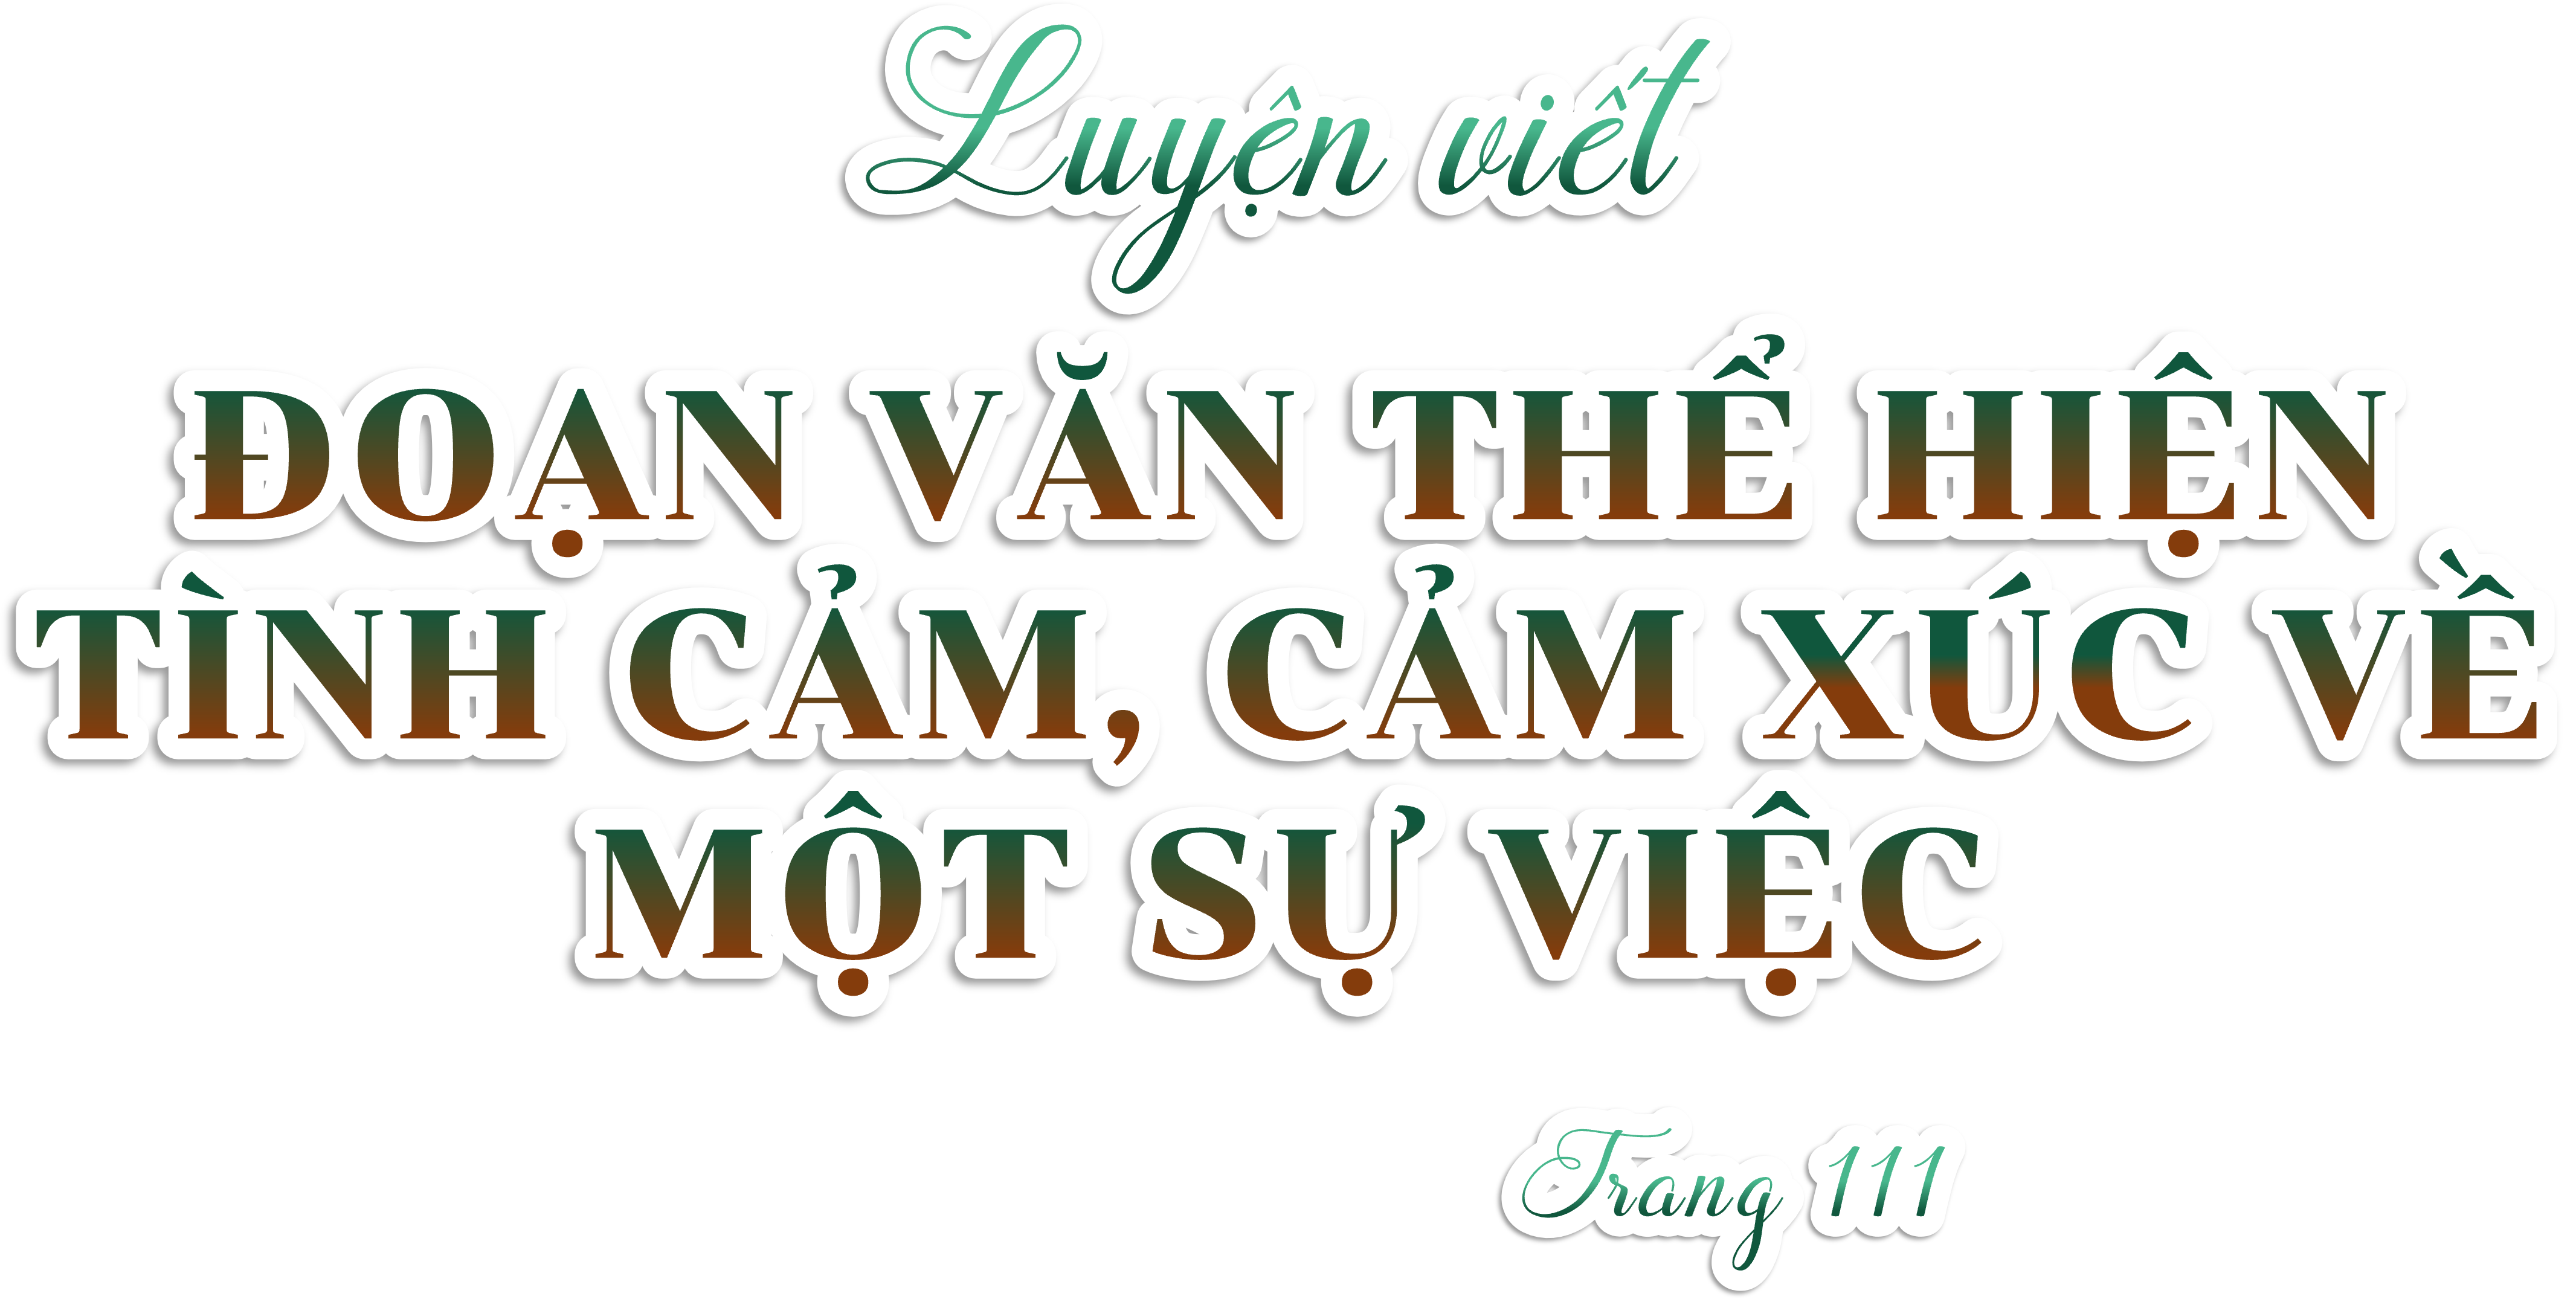 Luyện viết
ĐOẠN VĂN THỂ HIỆN
TÌNH CẢM, CẢM XÚC VỀ
MỘT SỰ VIỆC
Trang 111